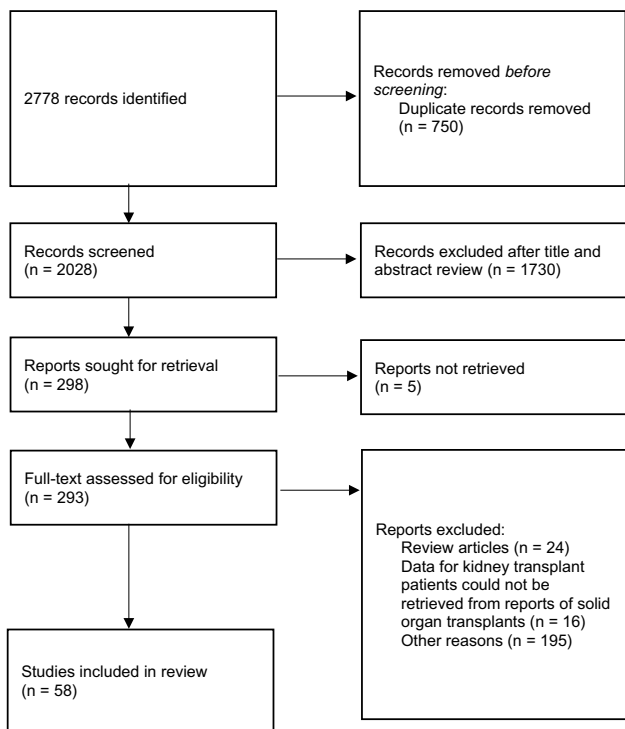 2778 records identified
Records removed before
screening:
Duplicate records removed
(n = 750)
Records screened
(n = 2028)
Records excluded after title and
abstract review (n = 1730)
Reports sought for retrieval
(n = 298)
Reports not retrieved
(n = 5)
Full-text assessed for eligibility
(n = 293)
Reports excluded:
Review articles (n = 24)
Data for kidney transplant
patients could not be
retrieved from reports of solid
organ transplants (n = 16)
Other reasons (n = 195)
Studies included in review
(n = 58)